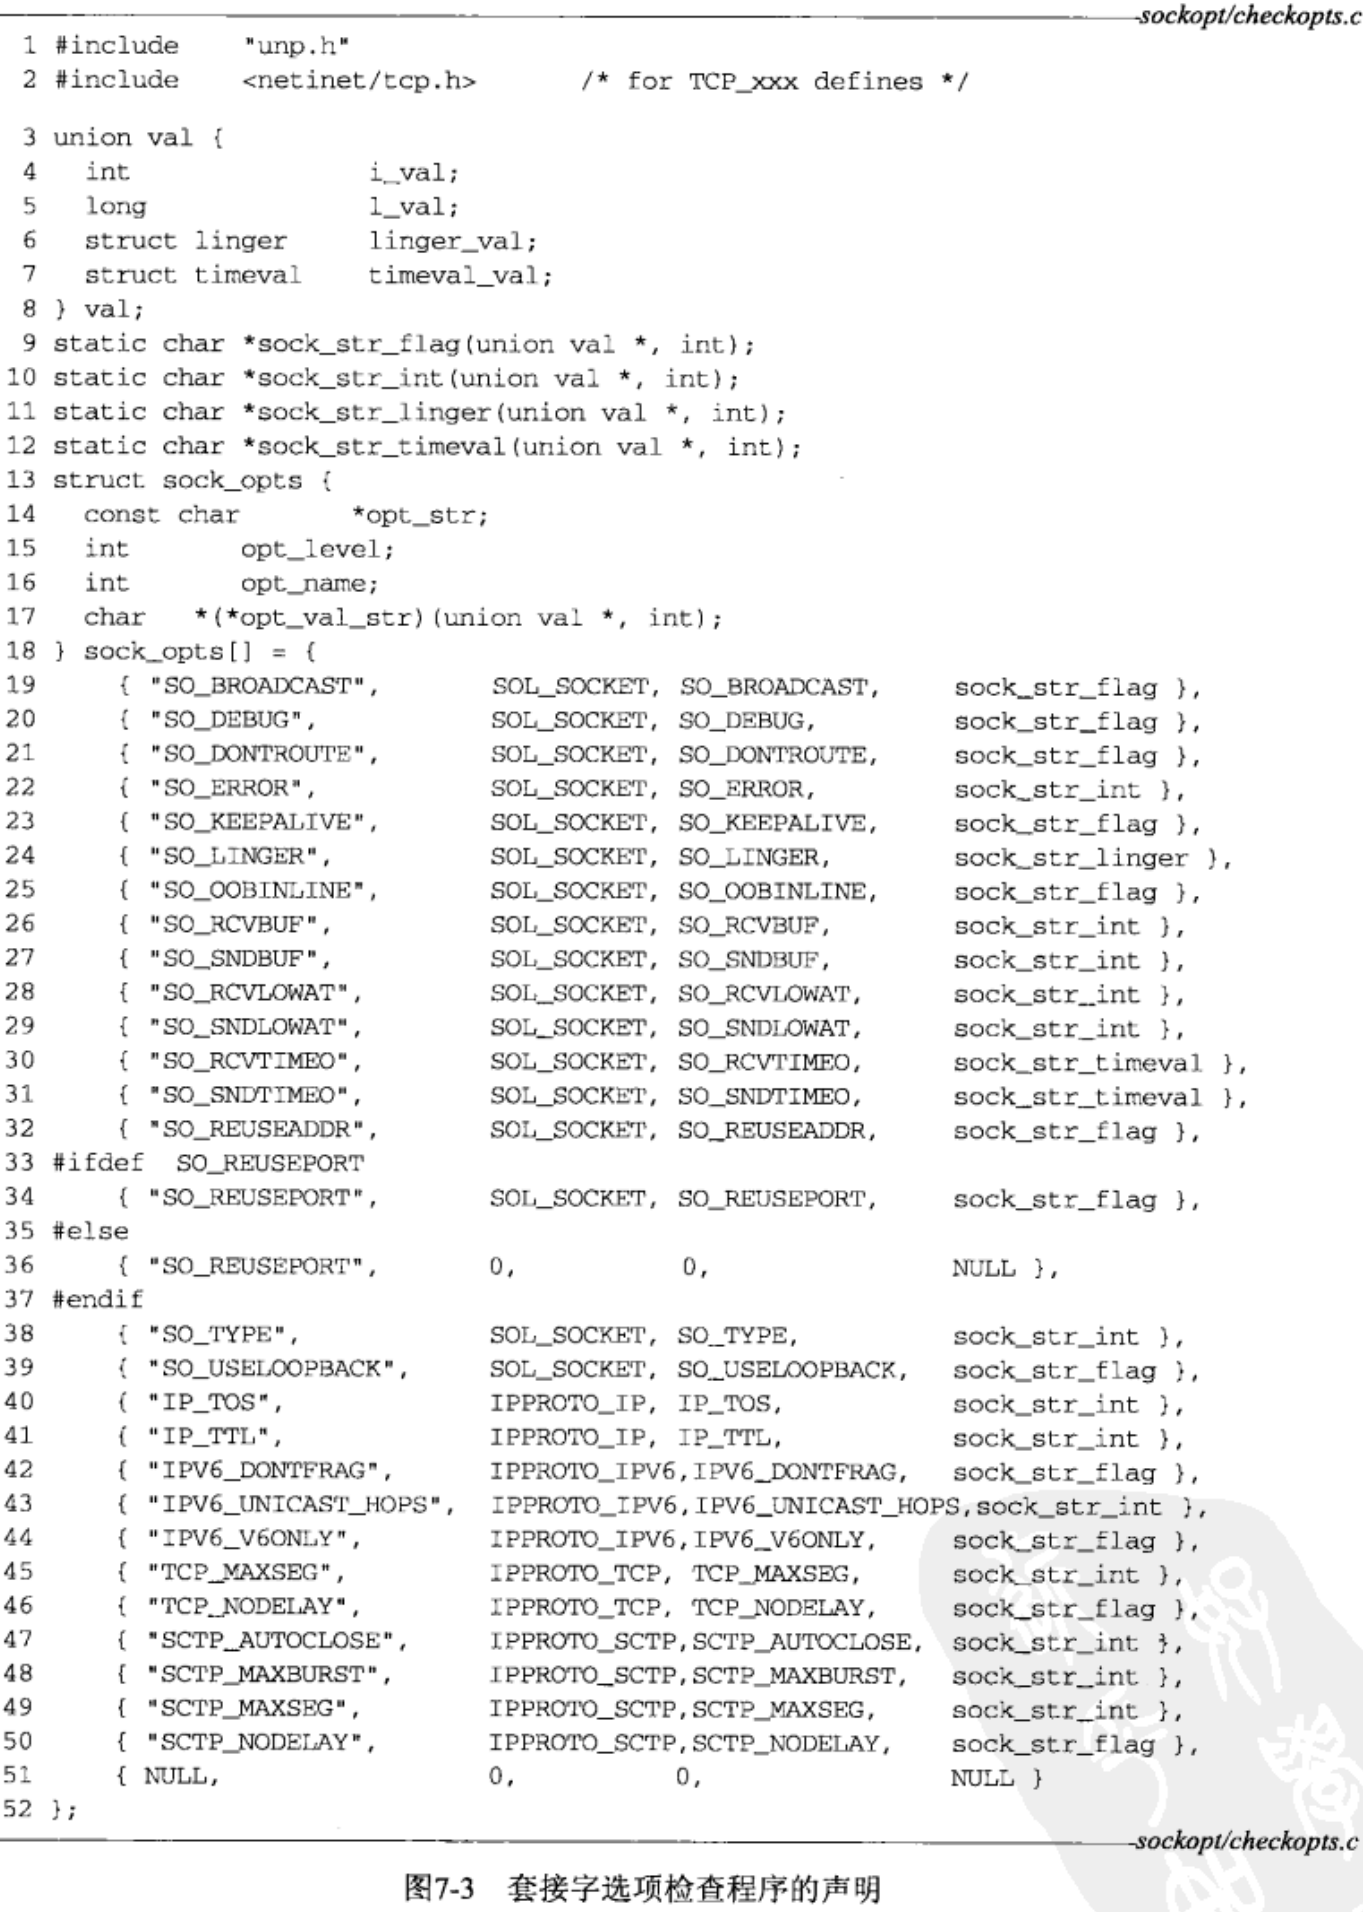 sockopt/checkopts.c
1 #include "unp.h"
2 #include <netinet/tcp.h> /* for TCP_xxx defines */
3 union val {
4 int i_val;
5 long l_val;
6 struct linger linger_val;
7 struct timeval timeval_val;
8 } val;
9 static char *sock_str_flag(union val *, int);
10 static char *sock_str_int(union val *, int);
11 static char *sock_str_linger(union val *, int);
12 static char *sock_str_timeval(union val *, int);
13 struct sock_opts {
14 const char *opt_str;
15 int opt_level;
16 int opt_name;
17 char *(*opt_val_str)(union val *, int);
18 } sock_opts[] = {
19 { "SO_BROADCAST", SOL_SOCKET, SO_BROADCAST, sock_str_flag },
20 { "SO_DEBUG", SOL_SOCKET, SO_DEBUG, sock_str_flag },
21 { "SO_DONTROUTE", SOL_SOCKET, SO_DONTROUTE, sock_str_flag },
22 { "SO_ERROR", SOL_SOCKET, SO_ERROR, sock_str_int },
23 { "SO_KEEPALIVE", SOL_SOCKET, SO_KEEPALIVE, sock_str_flag },
24 { "SO_LINGER", SOL_SOCKET, SO_LINGER, sock_str_linger },
25 { "SO_OOBINLINE", SOL_SOCKET, SO_OOBINLINE, sock_str_flag },
26 { "SO_RCVBUF", SOL_SOCKET, SO_RCVBUF, sock_str_int },
27 { "SO_SNDBUF", SOL_SOCKET, SO_SNDBUF, sock_str_int },
28 { "SO_RCVLOWAT", SOL_SOCKET, SO_RCVLOWAT, sock_str_int },
29 { "SO_SNDLOWAT", SOL_SOCKET, SO_SNDLOWAT, sock_str_int },
30 { "SO_RCVTIMEO", SOL_SOCKET, SO_RCVTIMEO, sock_str_timeval },
31 { "SO_SNDTIMEO", SOL_SOCKET, SO_SNDTIMEO, sock_str_timeval },
32 { "SO_REUSEADDR", SOL_SOCKET, SO_REUSEADDR, sock_str_flag },
33 #ifdef SO_REUSEPORT
34 { "SO_REUSEPORT", SOL_SOCKET, SO_REUSEPORT, sock_str_flag },
35 #else
36 { "SO_REUSEPORT", 0, 0, NULL },
37 #endif
38 { "SO_TYPE", SOL_SOCKET, SO_TYPE, sock_str_int },
39 { "SO_USELOOPBACK", SOL_SOCKET, SO_USELOOPBACK, sock_str_flag },
40 { "IP_TOS", IPPROTO_IP, IP_TOS, sock_str_int },
41 { "IP_TTL", IPPROTO_IP, IP_TTL, sock_str_int },
42 { "IPV6_DONTFRAG", IPPROTO_IPV6,IPV6_DONTFRAG, sock_str_flag },
43 { "IPV6_UNICAST_HOPS", IPPROTO_IPV6,IPV6_UNICAST_HOPS,sock_str_int },
44 { "IPV6_V6ONLY", IPPROTO_IPV6,IPV6_V6ONLY, sock_str_flag },
45 { "TCP_MAXSEG", IPPROTO_TCP, TCP_MAXSEG, sock_str_int },
46 { "TCP_NODELAY", IPPROTO_TCP, TCP_NODELAY, sock_str_flag },
47 { "SCTP_AUTOCLOSE", IPPROTO_SCTP,SCTP_AUTOCLOSE, sock_str_int },
48 { "SCTP_MAXBURST", IPPROTO_SCTP,SCTP_MAXBURST, sock_str_int },
49 { "SCTP_MAXSEG", IPPROTO_SCTP,SCTP_MAXSEG, sock_str_int },
50 { "SCTP_NODELAY", IPPROTO_SCTP,SCTP_NODELAY, sock_str_flag },
51 { NULL, 0, 0, NULL }
52 };
sockopt/checkopts.c
图7-3 套接字选项检查程序的声明